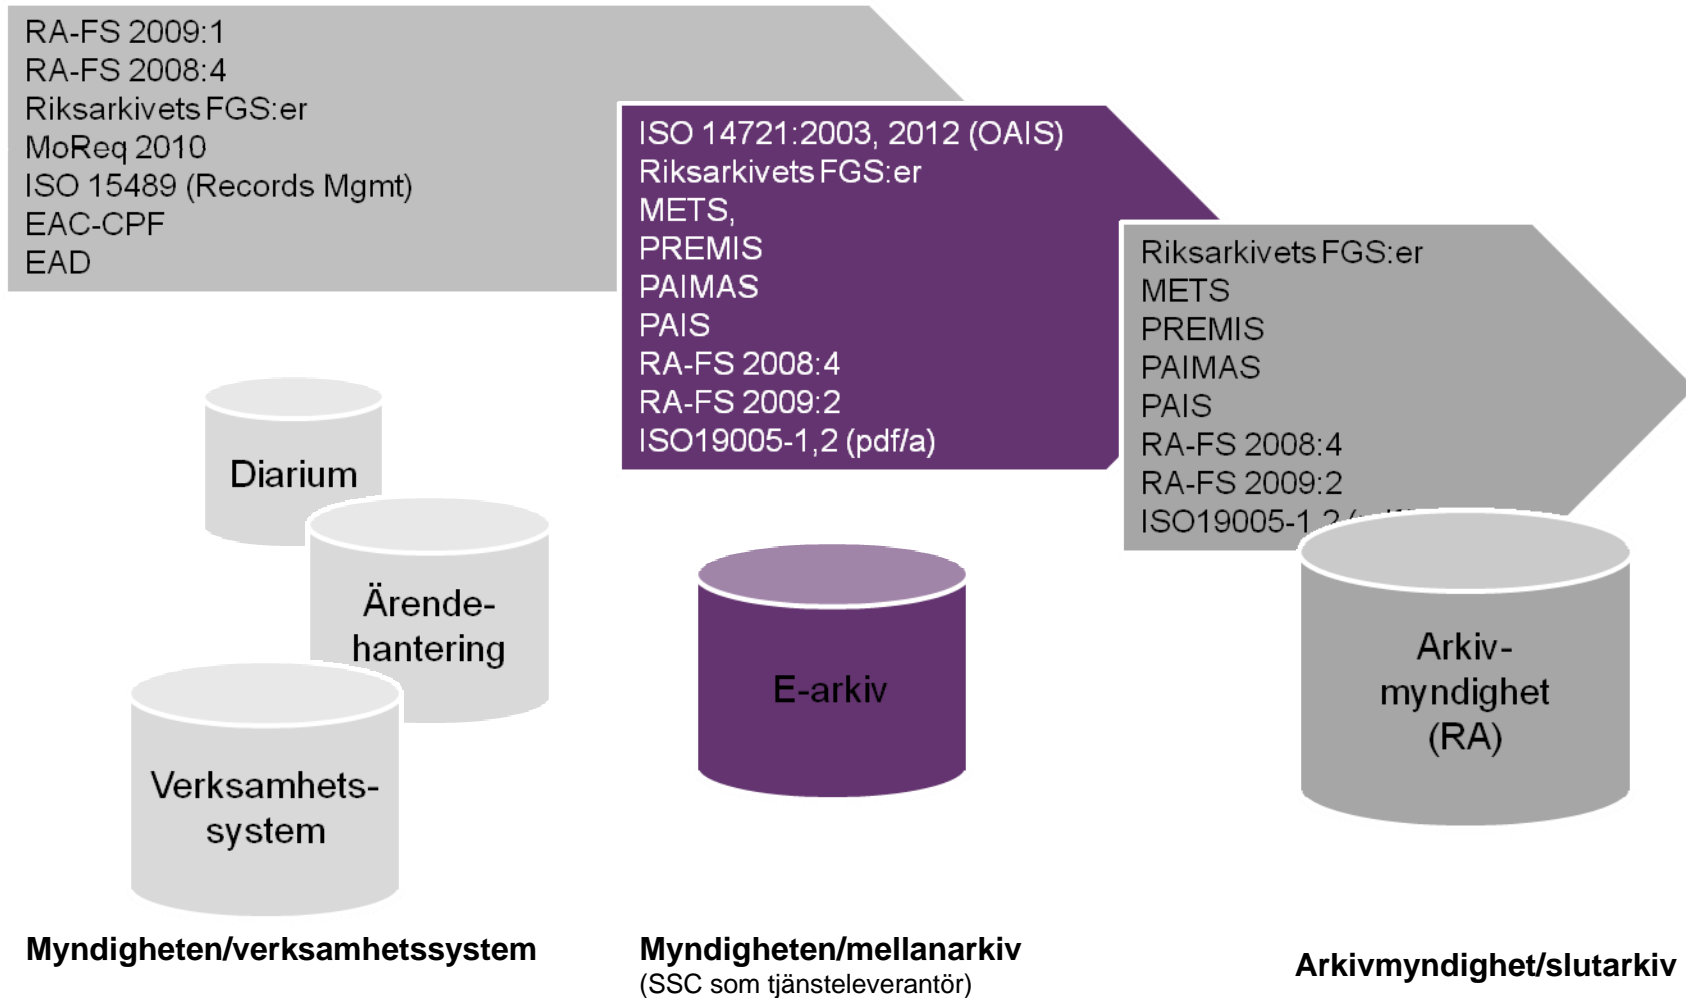 RA-FS 2009:1
RA-FS 2008:4
Riksarkivets FGS:er
MoReq 2010
ISO 15489 (Records Mgmt)
EAC-CPF
EAD
ISO 14721:2003, 2012 (OAIS)
Riksarkivets FGS:er
METS,
PREMIS
PAIMAS
PAIS
RA-FS 2008:4
RA-FS 2009:2
ISO19005-1,2 (pdf/a)
Riksarkivets FGS:er
METS
PREMIS
PAIMAS
PAIS
RA-FS 2008:4
RA-FS 2009:2
ISO19005-1,2
Diarium
Ärende-
hantering
Verksamhets-
system
E-arkiv
Arkiv-
myndighet
(RA)
Myndigheten/verksamhetssystem
Myndigheten/mellanarkiv
(SSC som tjänsteleverantör)
Arkivmyndighet/slutarkiv